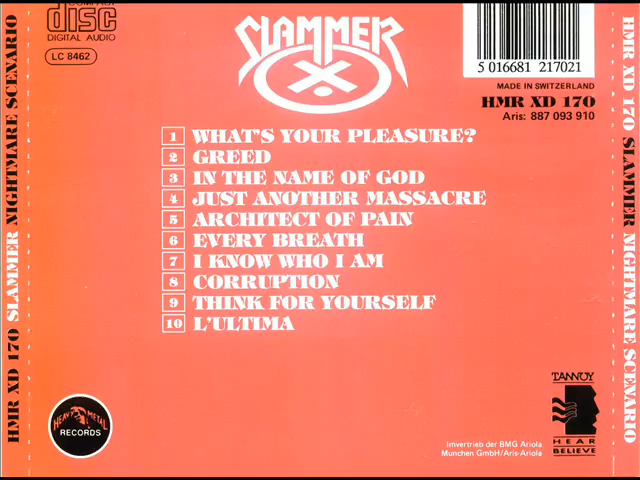 COMPACT
disc
DIGITAL AUDIO
LC 8462
SLAMMER
5 016681 217021
MADE IN SWITZERLAND
HMR XD 170
Aris: 887 093 910
1 WHAT'S YOUR PLEASURE?
2 GREED
3 IN THE NAME OF GOD
4 JUST ANOTHER MASSACRE
5 ARCHITECT OF PAIN
6 EVERY BREATH
7 I KNOW WHO I AM
8 CORRUPTION
9 THINK FOR YOURSELF
10 L'ULTIMA
HEAVY METAL
RECORDS
TANNOY
HEAR
BELIEVE
Imvertrieb der BMG Ariola
Munchen GmbH/Aris-Ariola
HMR XD 170 SLAMMER NIGHTMARE SCENARIO
HMR XD 170 SLAMMER NIGHTMARE SCENARIO